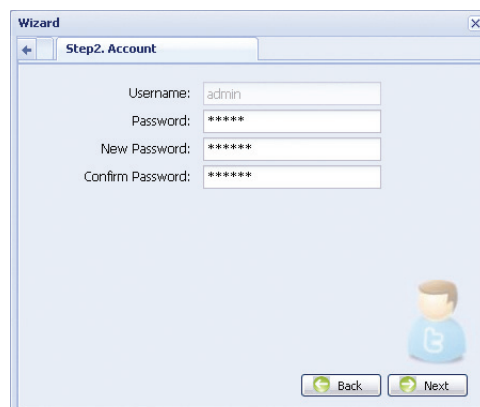 Wizard
Step2. Account
Username: admin
Password: *****
New Password: ******
Confirm Password: ******
t
Back Next